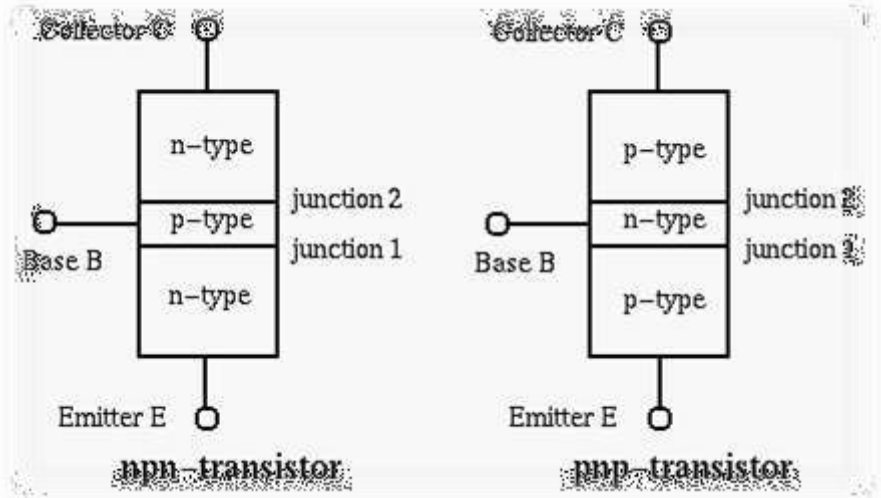 Collector C
n-type
junction 2
p-type
Base B
junction 1
n-type
Emitter E
npn-transistor
Collector C
p-type
junction 2
n-type
Base B
junction
p-type
Emitter E
pnp-transistor